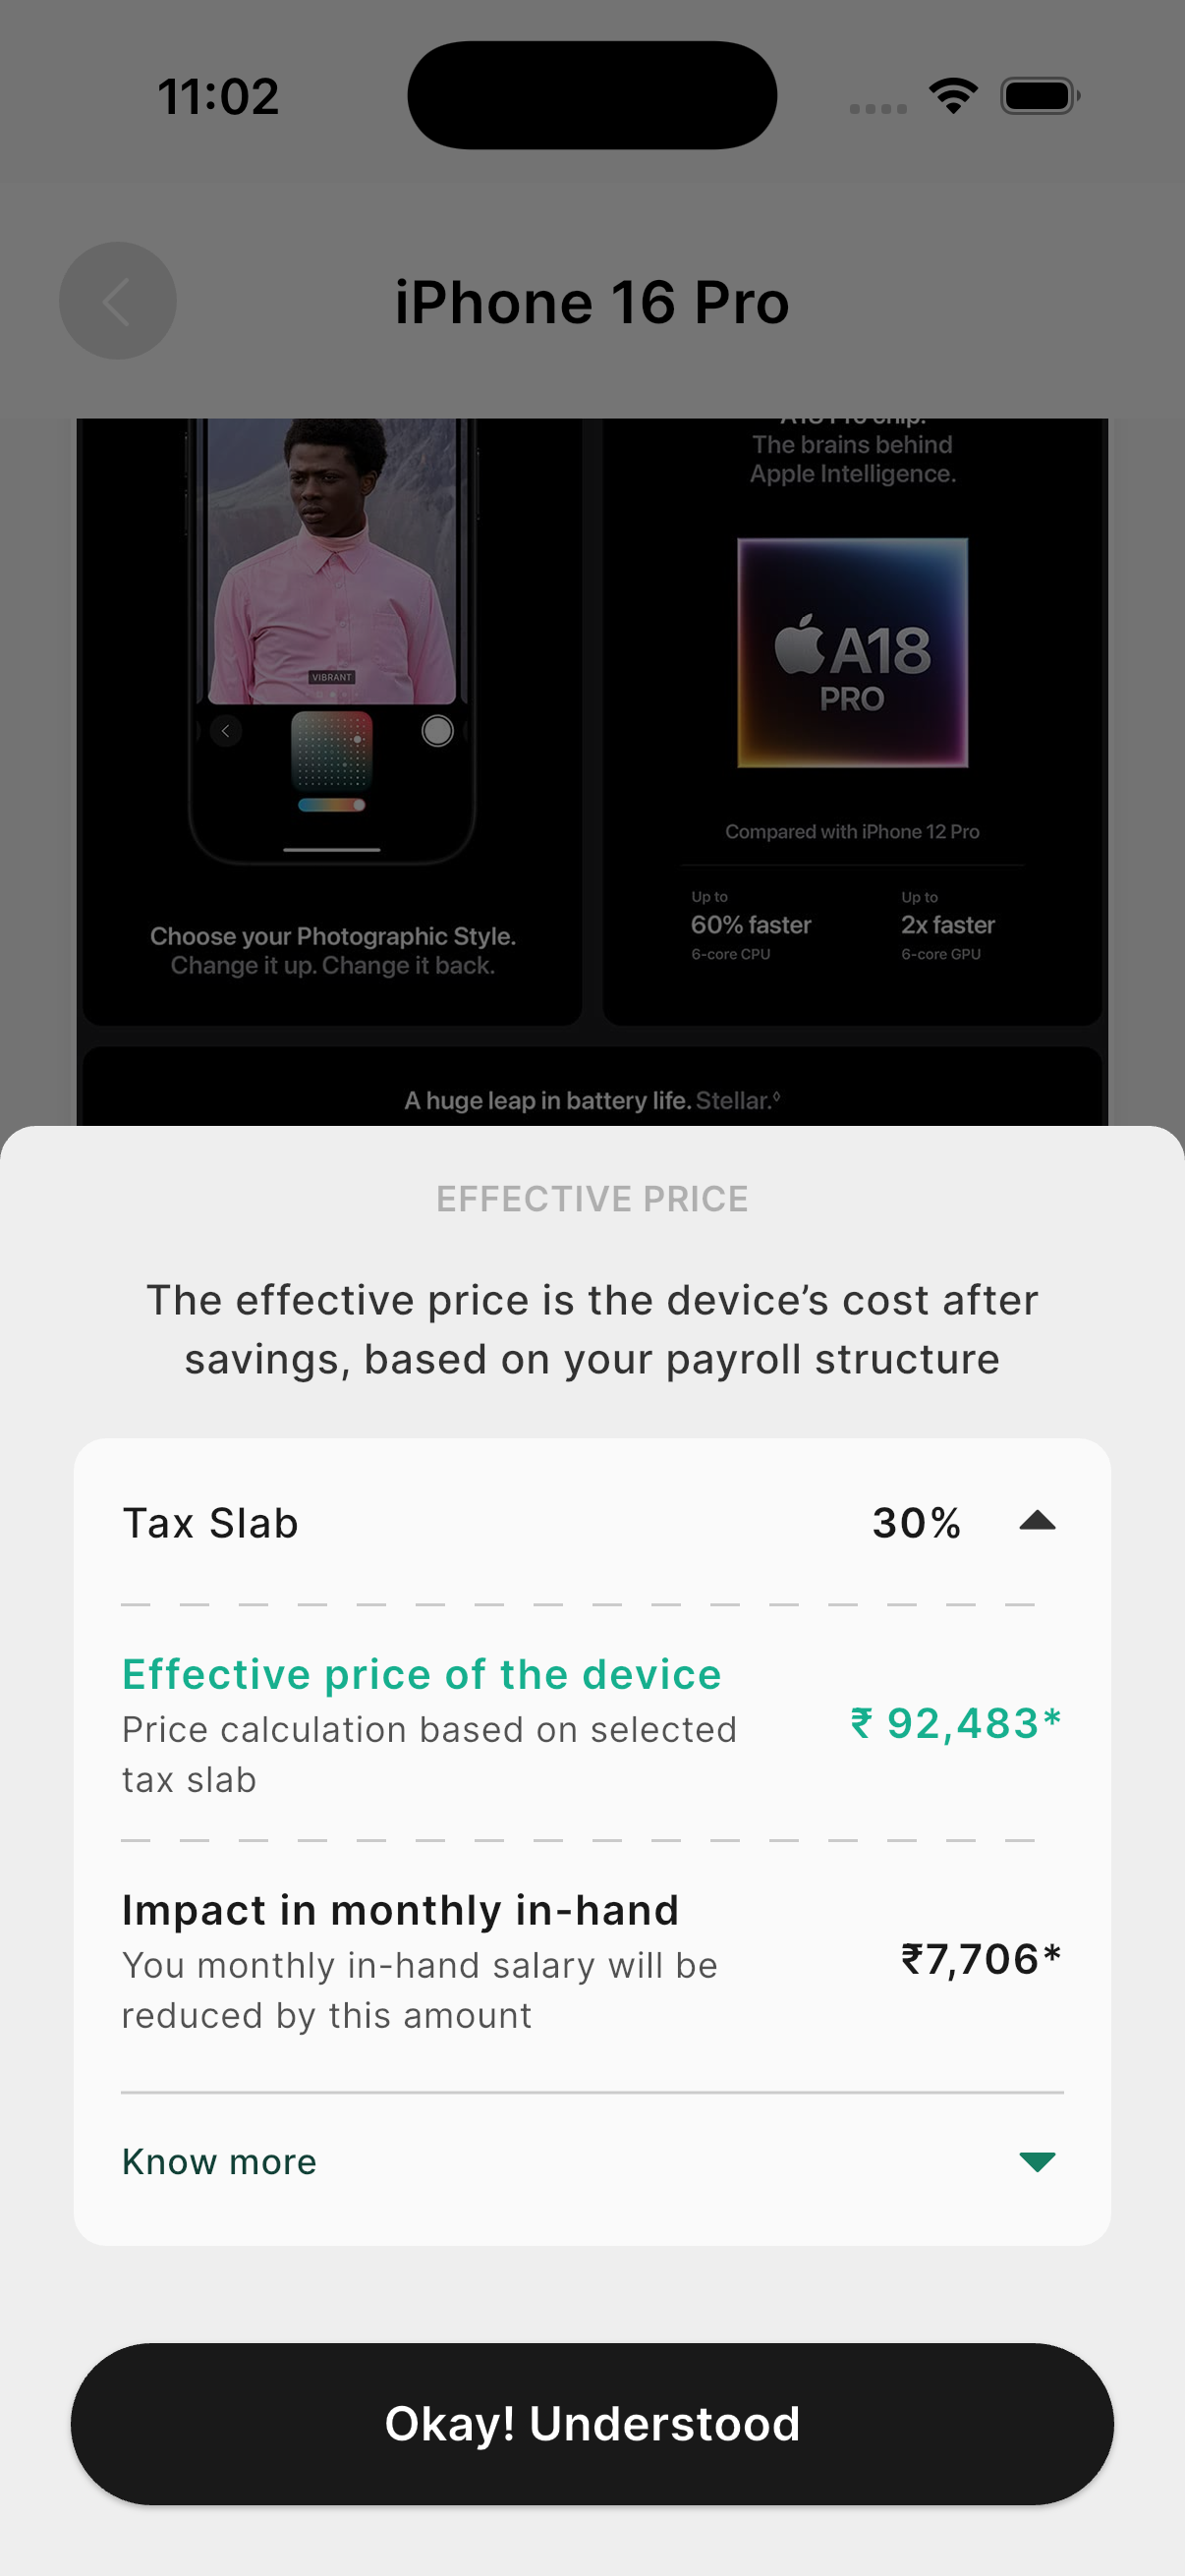 11:02
iPhone 16 Pro
A18 Pro chip.
The brains behind
Apple Intelligence.
VIBRANT
A18
PRO
Compared with iPhone 12 Pro
Up to
60% faster
6-core CPU
Up to
2x faster
6-core GPU
Choose your Photographic Style.
Change it up. Change it back.
A huge leap in battery life. Stellar.◊
EFFECTIVE PRICE
The effective price is the device’s cost after
savings, based on your payroll structure
Tax Slab 30%
Effective price of the device
Price calculation based on selected
tax slab
₹ 92,483*
Impact in monthly in-hand
You monthly in-hand salary will be
reduced by this amount
₹7,706*
Know more
Okay! Understood